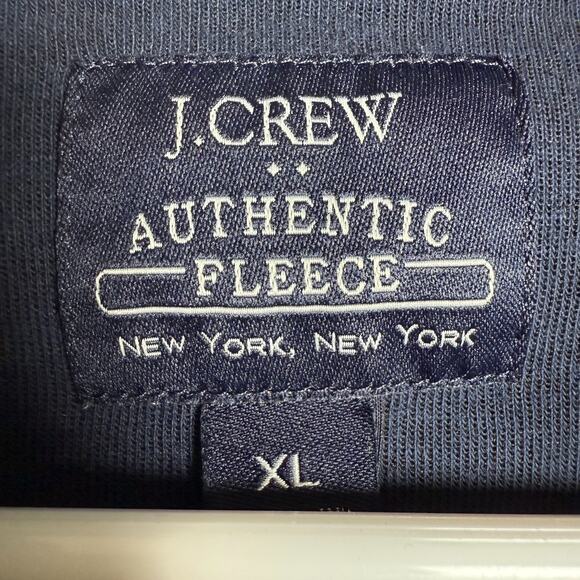 J.CREW
AUTHENTIC
FLEECE
NEW YORK, NEW YORK
XL